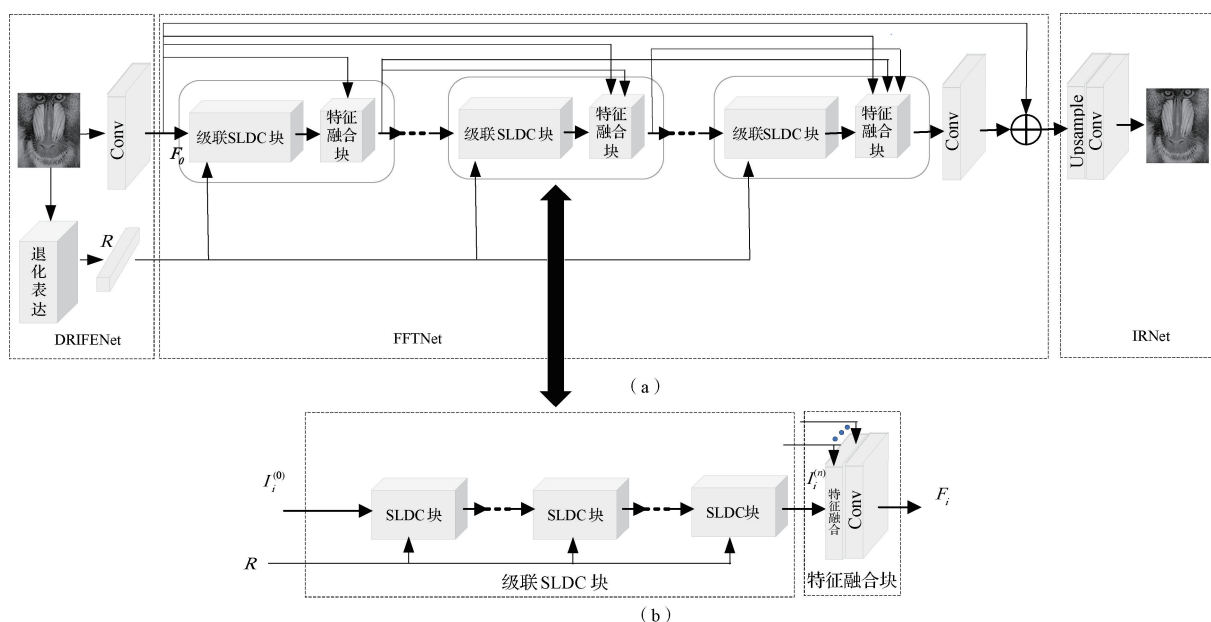 Conv
F₀
级联SLDC块
特征融合块
级联SLDC块
特征融合块
级联SLDC块
特征融合块
Conv
Upsample
Conv
退化表达
R
DRIFENet
FFTNet
IRNet
(a)
I_i^(0)
SLDC块
SLDC块
SLDC块
I_i^(n)
特征融合
Conv
F_i
R
级联SLDC块
特征融合块
(b)